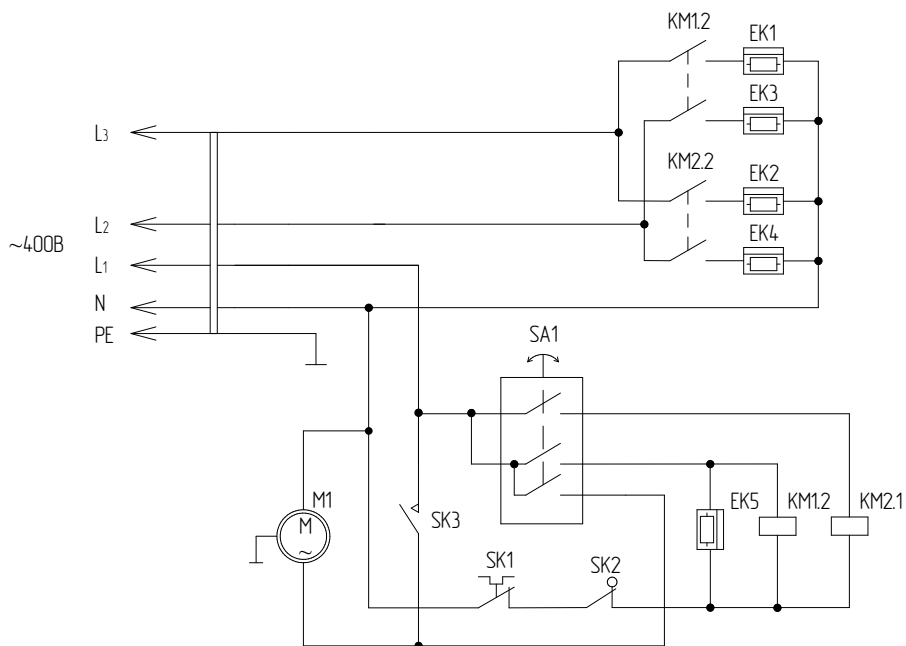 KM1.2
EK1
EK3
L3
KM2.2
EK2
L2
EK4
~400В
L1
N
PE
SA1
M1
M
~
SK3
EK5
KM1.2
KM2.1
SK1
SK2